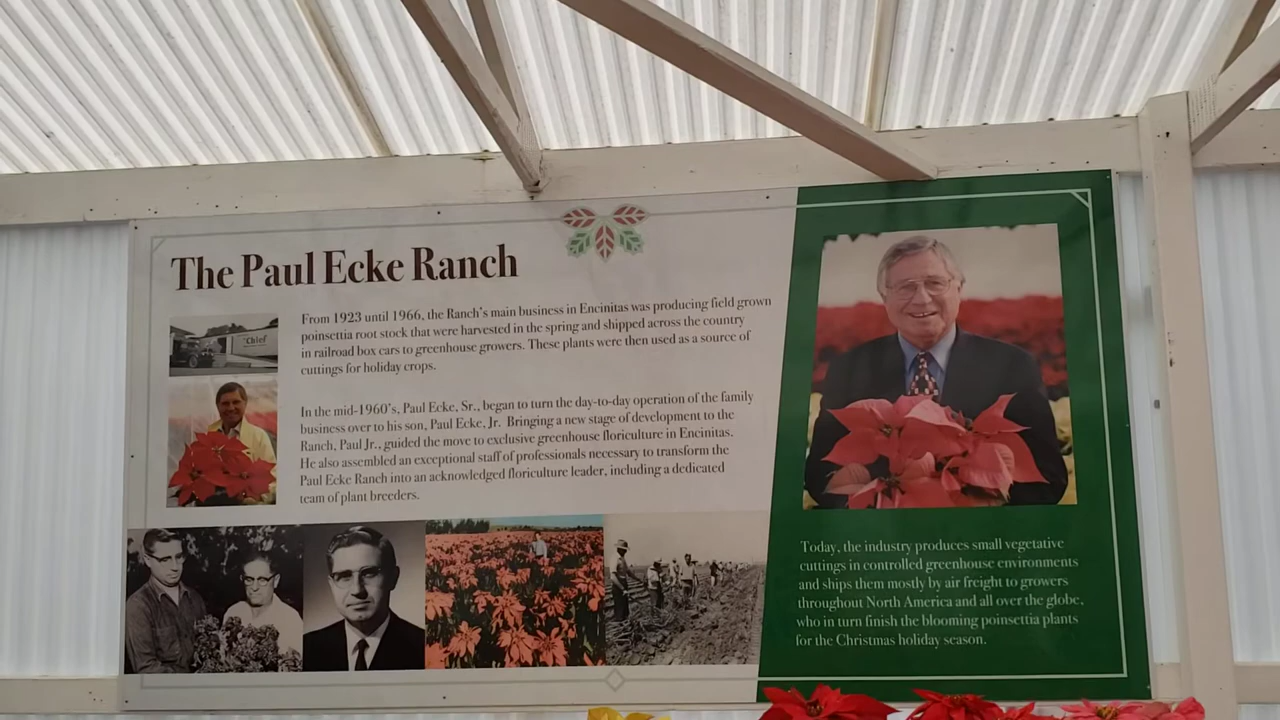 The Paul Ecke Ranch
From 1923 until 1966, the Ranch's main business in Encinitas was producing field grown
poinsettia root stock that were harvested in the spring and shipped across the country
in railroad box cars to greenhouse growers. These plants were then used as a source of
cuttings for holiday crops.
"Chief
In the mid-1960's, Paul Ecke, Sr., began to turn the day-to-day operation of the family
business over to his son, Paul Ecke, Jr. Bringing a new stage of development to the
Ranch, Paul Jr., guided the move to exclusive greenhouse floriculture in Encinitas.
He also assembled an exceptional staff of professionals necessary to transform the
Paul Ecke Ranch into an acknowledged floriculture leader, including a dedicated
team of plant breeders.
Today, the industry produces small vegetative
cuttings in controlled greenhouse environments
and ships them mostly by air freight to growers
throughout North America and all over the globe,
who in turn finish the blooming poinsettia plants
for the Christmas holiday season.